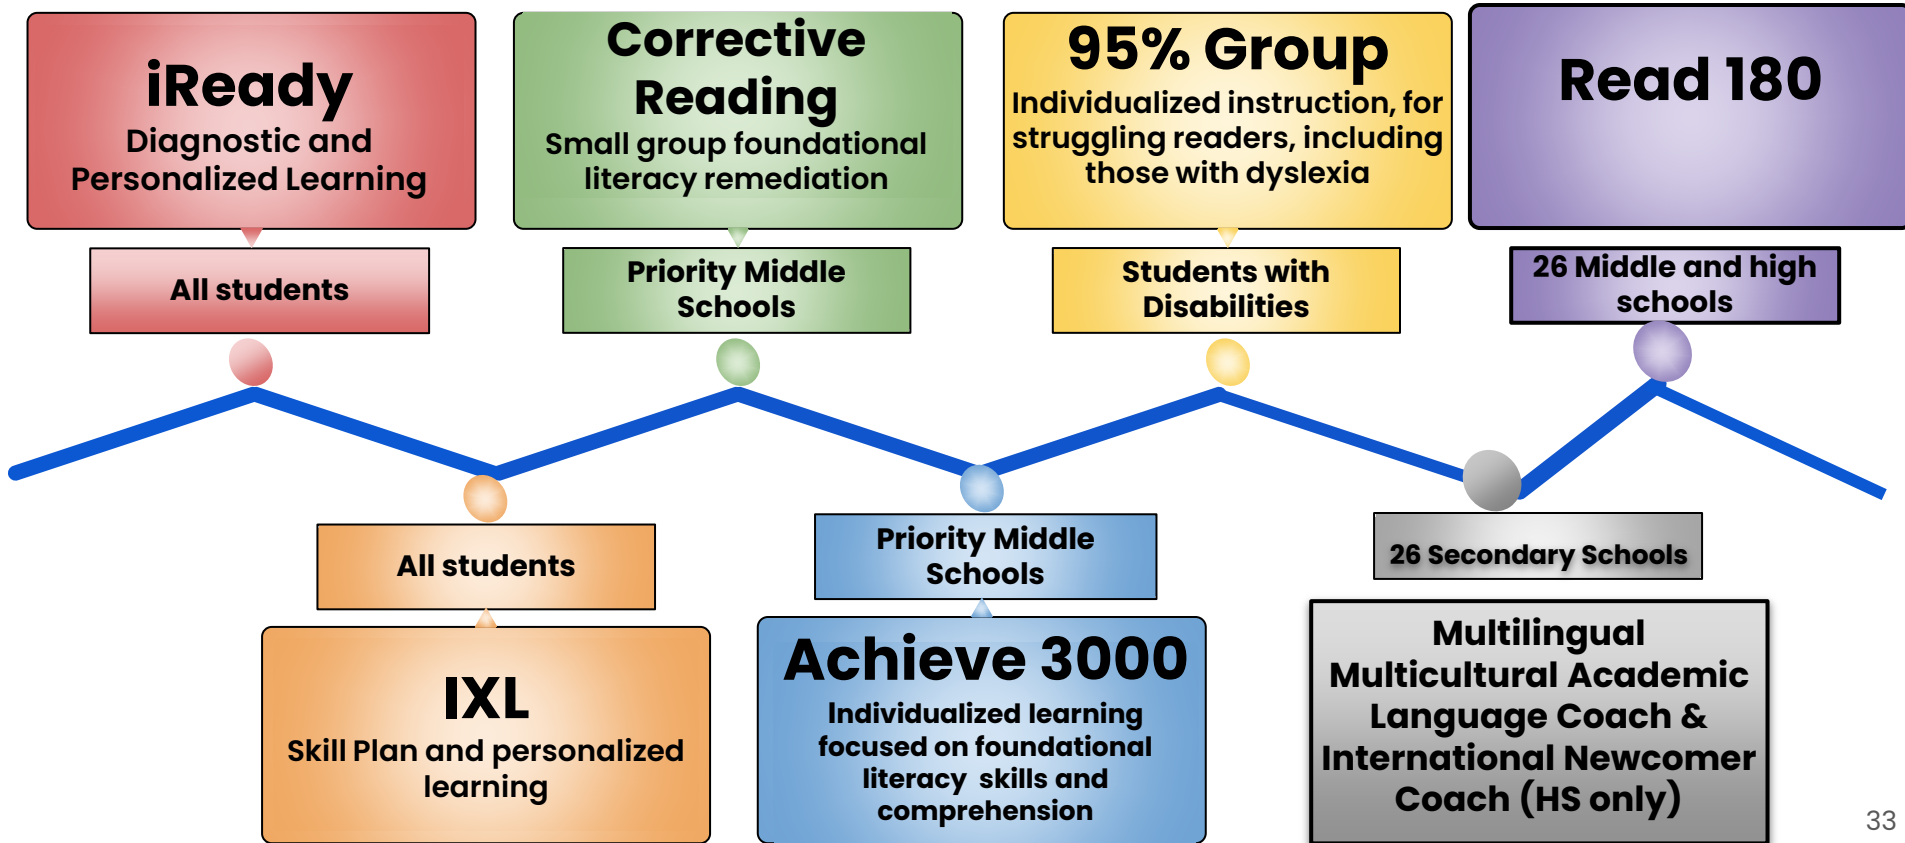 iReady
Diagnostic and
Personalized Learning
All students
Corrective
Reading
Small group foundational
literacy remediation
Priority Middle
Schools
95% Group
Individualized instruction, for
struggling readers, including
those with dyslexia
Students with
Disabilities
Read 180
26 Middle and high
schools
All students
IXL
Skill Plan and personalized
learning
Priority Middle
Schools
Achieve 3000
Individualized learning
focused on foundational
literacy skills and
comprehension
26 Secondary Schools
Multilingual
Multicultural Academic
Language Coach &
International Newcomer
Coach (HS only)
33